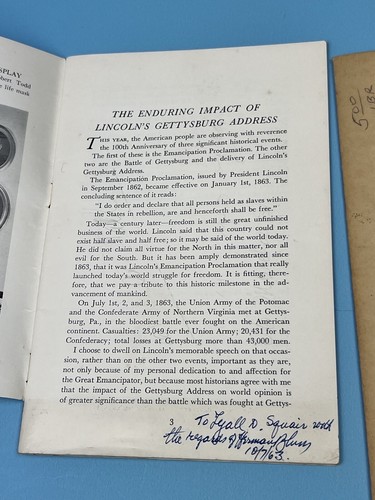 SPLAY
bert Todd
e life mask
THE ENDURING IMPACT OF
LINCOLN'S GETTYSBURG ADDRESS
THIS YEAR, the American people are observing with reverence
the 100th Anniversary of three significant historical events.
The first of these is the Emancipation Proclamation. The other
two are the Battle of Gettysburg and the delivery of Lincoln's
Gettysburg Address.
The Emancipation Proclamation, issued by President Lincoln
in September 1862, became effective on January 1st, 1863. The
concluding sentence of it reads:
"I do order and declare that all persons held as slaves within
the States in rebellion, are and henceforth shall be free."
Today—a century later—freedom is still the great unfinished
business of the world. Lincoln said that this country could not
exist half slave and half free; so it may be said of the world today.
He did not claim all virtue for the North in this matter, nor all
evil for the South. But it has been amply demonstrated since
1863, that it was Lincoln's Emancipation Proclamation that really
launched today's world struggle for freedom. It is fitting, there-
fore, that we pay a tribute to this historic milestone in the ad-
vancement of mankind.
On July 1st, 2, and 3, 1863, the Union Army of the Potomac
and the Confederate Army of Northern Virginia met at Gettys-
burg, Pa., in the bloodiest battle ever fought on the American
continent. Casualties: 23,049 for the Union Army; 20,431 for the
Confederacy; total losses at Gettysburg more than 43,000 men.
I choose to dwell on Lincoln's memorable speech on that occas-
sion, rather than on the other two events, important as they are,
not only because of my personal dedication to and affection for
the Great Emancipator, but because most historians agree with me
that the impact of the Gettysburg Address on world opinion is
of greater significance than the battle which was fought at Gettys-
3
To Lyall D. Squair with
the regards of Herman Blum
10/7/63.
500